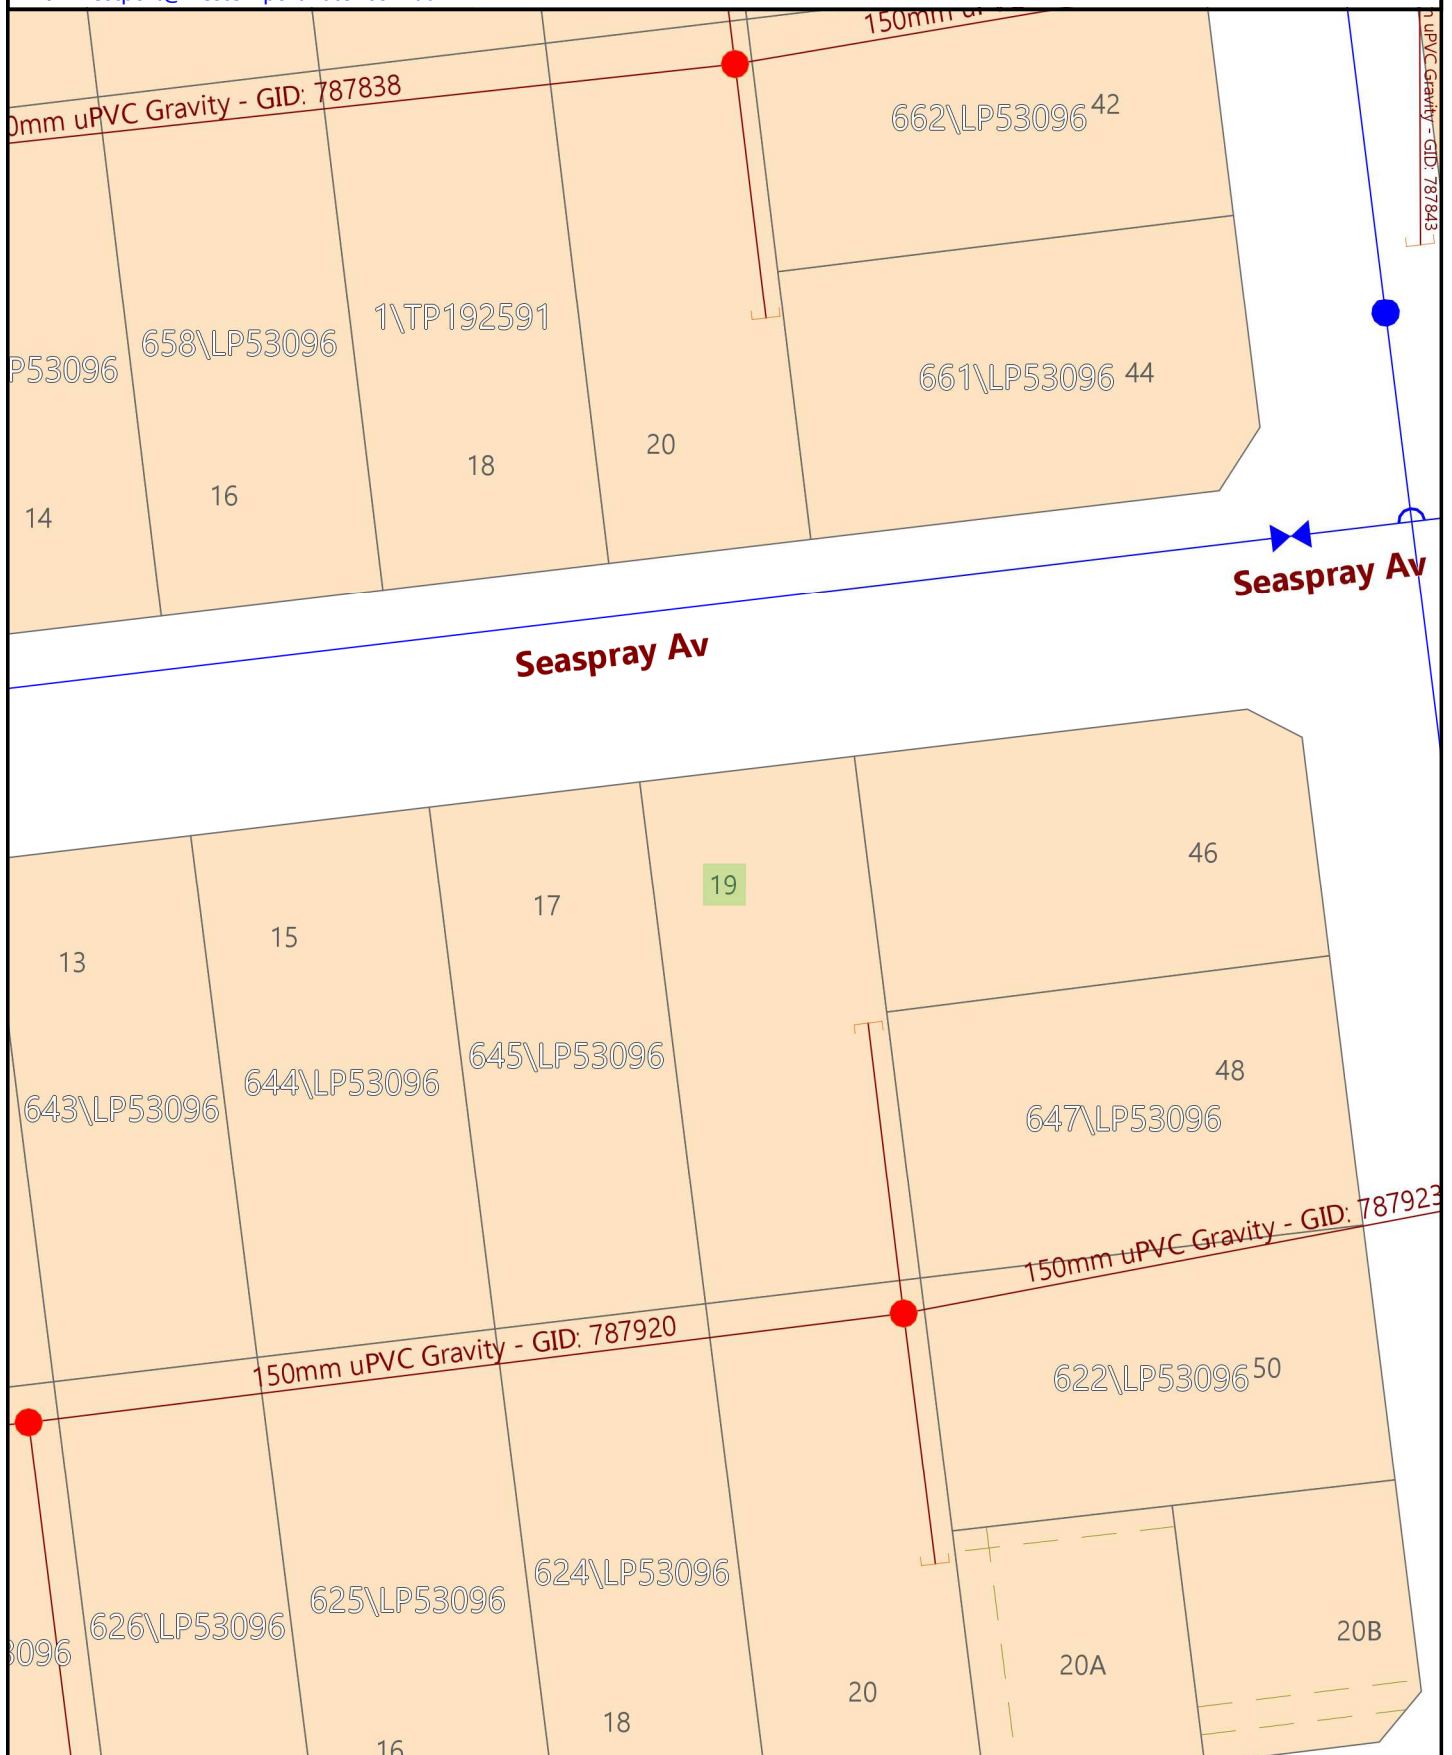 150mm
0mm uPVC Gravity - GID: 787838
uPVC Gravity - GID: 787843
662\LP53096 42
1\TP192591
658\LP53096
P53096
661\LP53096 44
20
18
16
14
Seaspray Av
Seaspray Av
46
19
17
15
13
645\LP53096
48
644\LP53096
643\LP53096
647\LP53096
150mm uPVC Gravity - GID: 787923
150mm uPVC Gravity - GID: 787920
622\LP53096 50
624\LP53096
625\LP53096
626\LP53096
3096
20B
20A
20
18
16